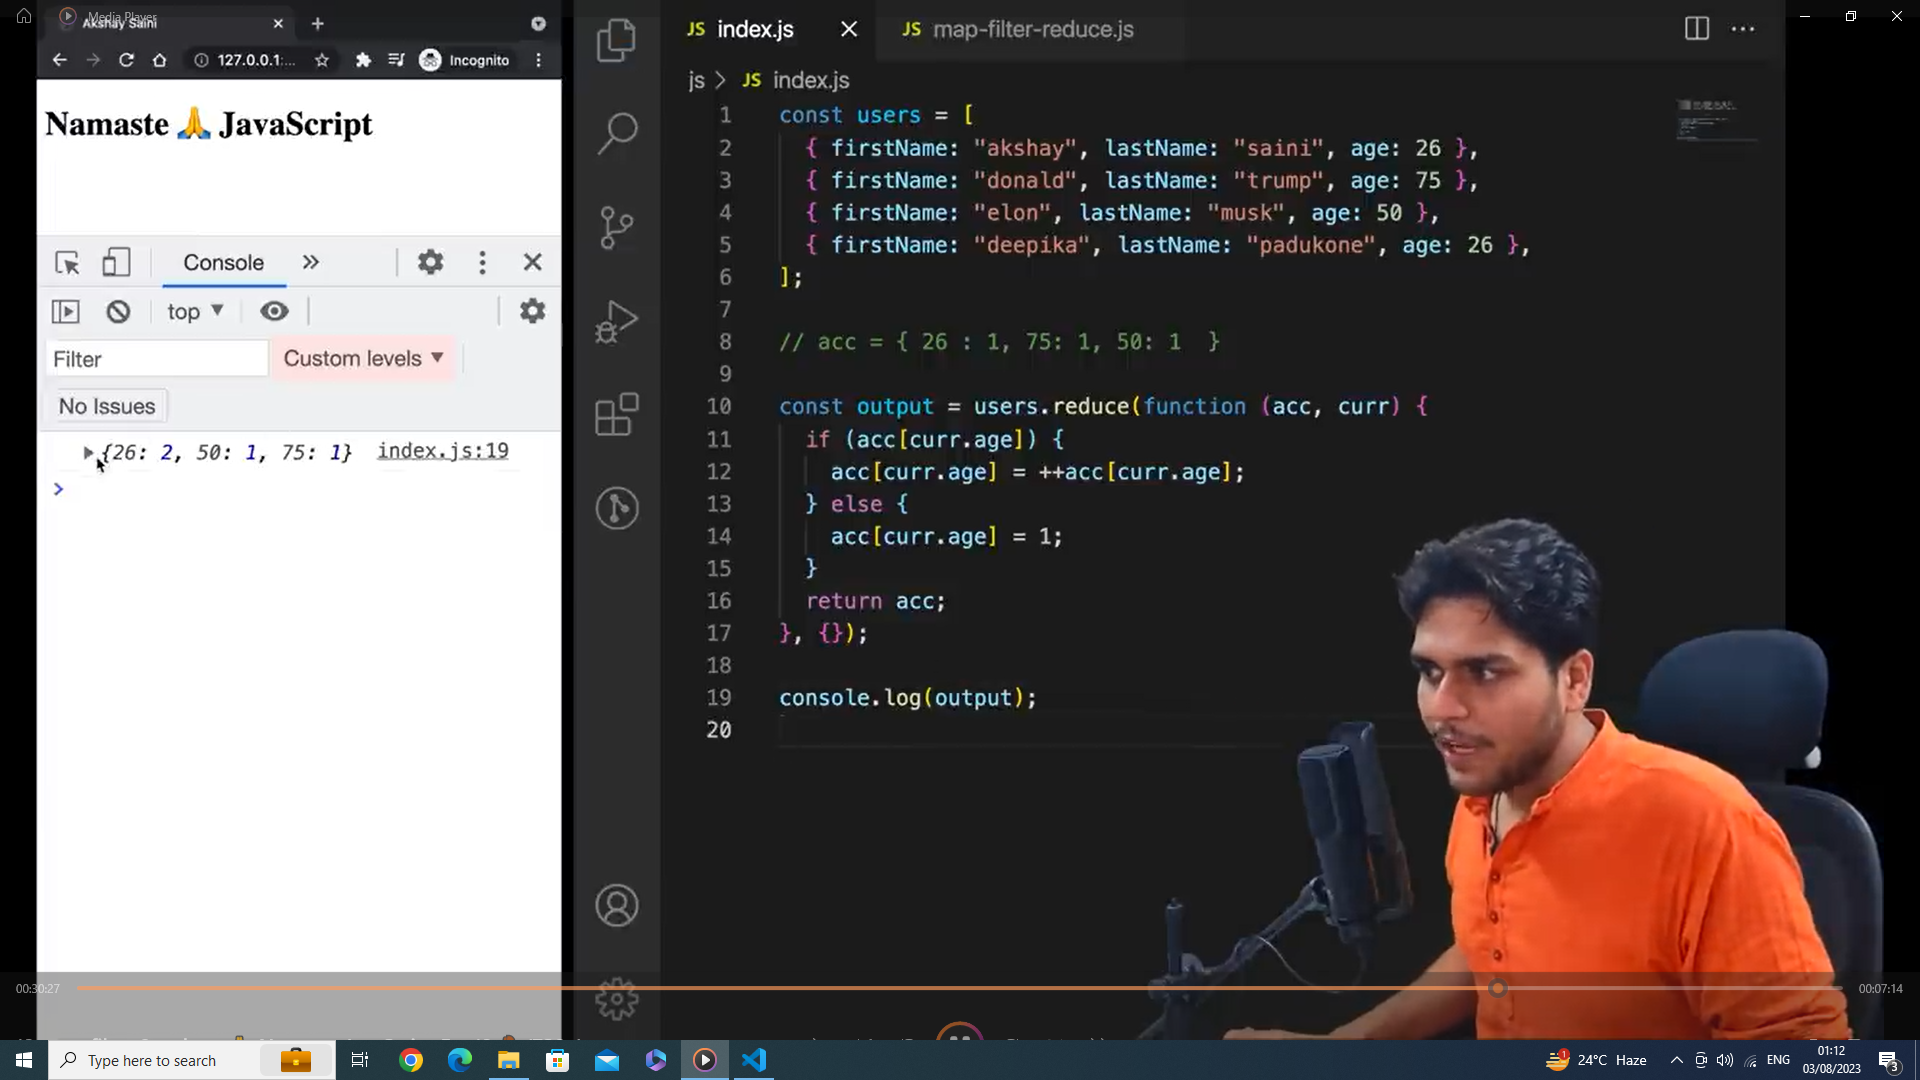 Media Player
Akshay Saini
127.0.0.1:...
Incognito
Namaste 🙏 JavaScript
Console
top
Filter
Custom levels
No Issues
{26: 2, 50: 1, 75: 1} index.js:19
JS index.js
JS map-filter-reduce.js
js > JS index.js
1 const users = [
2 { firstName: "akshay", lastName: "saini", age: 26 },
3 { firstName: "donald", lastName: "trump", age: 75 },
4 { firstName: "elon", lastName: "musk", age: 50 },
5 { firstName: "deepika", lastName: "padukone", age: 26 },
6 ];
7
8 // acc = { 26 : 1, 75: 1, 50: 1 }
9
10 const output = users.reduce(function (acc, curr) {
11 if (acc[curr.age]) {
12 acc[curr.age] = ++acc[curr.age];
13 } else {
14 acc[curr.age] = 1;
15 }
16 return acc;
17 }, {});
18
19 console.log(output);
20
00:30:27
00:07:14
Type here to search
1
24°C Haze
ENG
01:12
03/08/2023
3